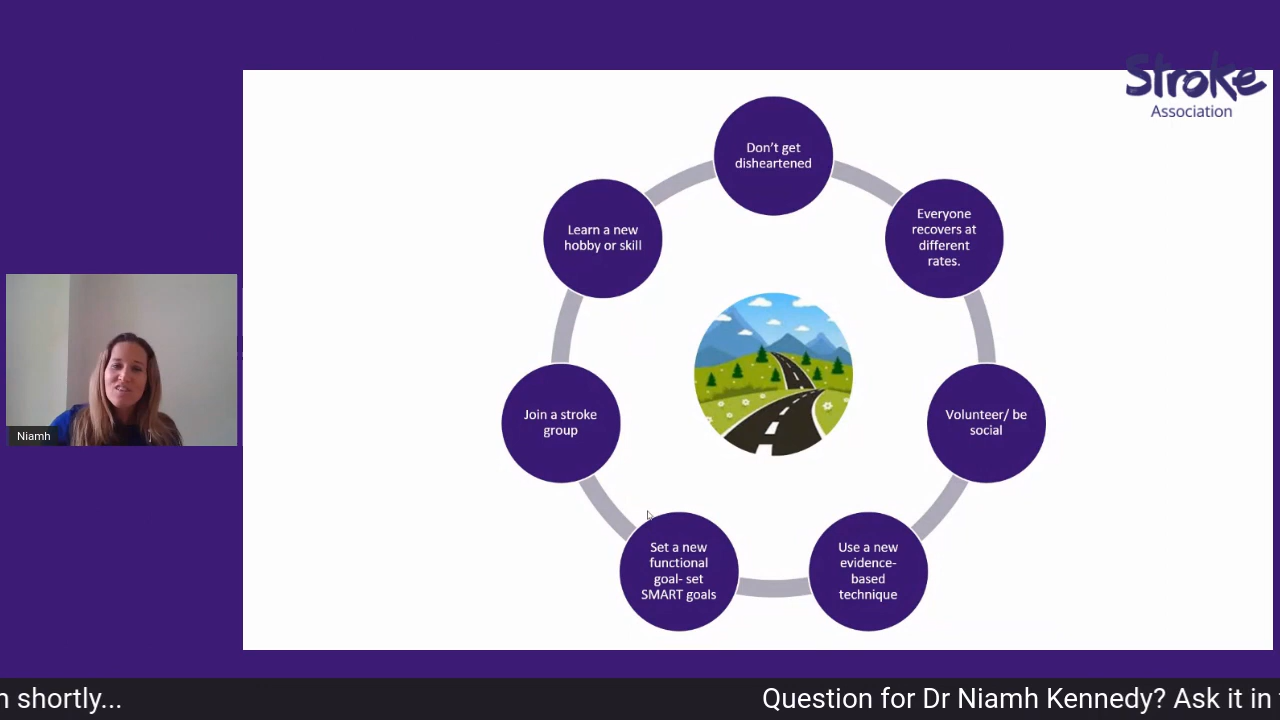 Stroke
Association
Don't get
disheartened
Everyone
recovers at
different
rates.
Volunteer/ be
social
Use a new
evidence-
based
technique
Set a new
functional
goal- set
SMART goals
Join a stroke
group
Learn a new
hobby or skill
Niamh
n shortly...
Question for Dr Niamh Kennedy? Ask it in